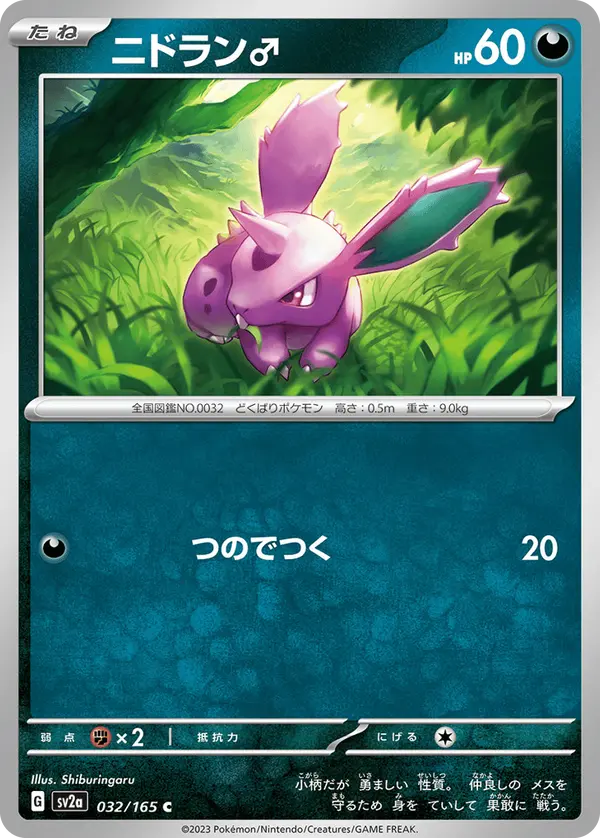 たね ニドラン♂ HP60
全国図鑑NO.0032 どくばりポケモン 高さ:0.5m 重さ:9.0kg
つのでつく 20
弱点 ×2 抵抗力 にげる
Illus. Shiburingaru
G sv2a 032/165 C
小柄だが 勇ましい 性質。 仲良しの メスを
守るため 身を ていして 果敢に 戦う。
©2023 Pokémon/Nintendo/Creatures/GAME FREAK.